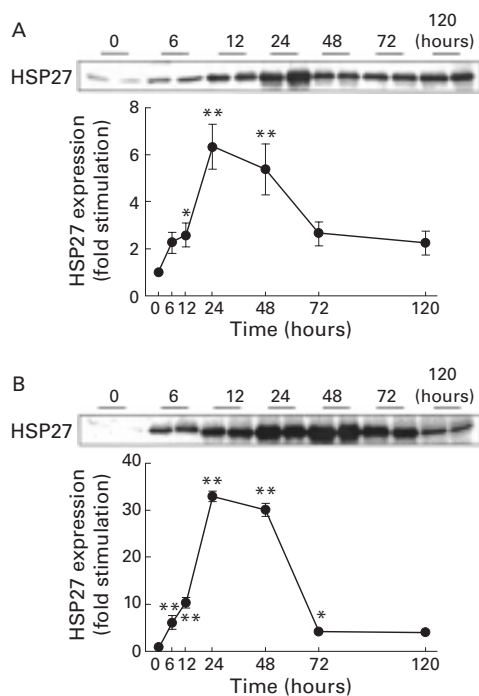 A
0 6 12 24 48 72 120 (hours)
HSP27
HSP27 expression
(fold stimulation)
8
6
4
2
0
**
**
*
0 6 12 24 48 72 120
Time (hours)
B
0 6 12 24 48 72 120 (hours)
HSP27
HSP27 expression
(fold stimulation)
40
30
20
10
0
**
**
**
**
*
0 6 12 24 48 72 120
Time (hours)